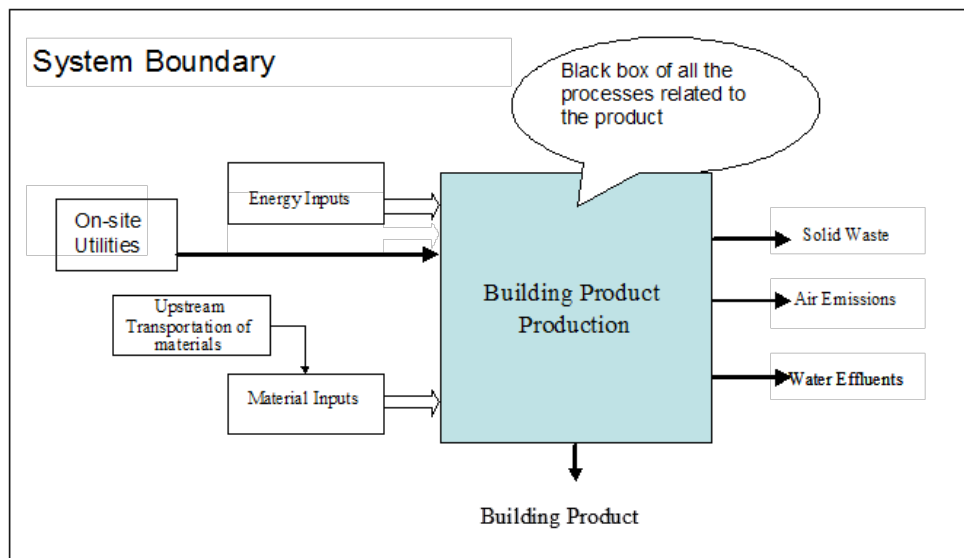 System Boundary
Black box of all the
processes related to
the product
Energy Inputs
On-site
Utilities
Upstream
Transportation of
materials
Material Inputs
Building Product
Production
Solid Waste
Air Emissions
Water Effluents
Building Product